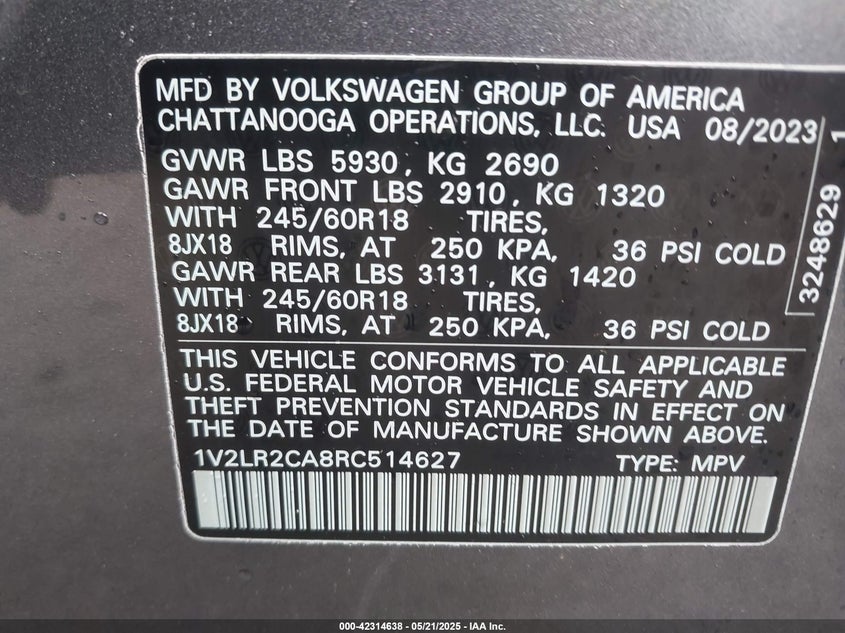 MFD BY VOLKSWAGEN GROUP OF AMERICA
CHATTANOOGA OPERATIONS, LLC. USA 08/2023
GVWR LBS 5930, KG 2690
GAWR FRONT LBS 2910, KG 1320
WITH 245/60R18 TIRES,
8JX18 RIMS, AT 250 KPA, 36 PSI COLD
GAWR REAR LBS 3131, KG 1420
WITH 245/60R18 TIRES,
8JX18 RIMS, AT 250 KPA, 36 PSI COLD
THIS VEHICLE CONFORMS TO ALL APPLICABLE
U.S. FEDERAL MOTOR VEHICLE SAFETY AND
THEFT PREVENTION STANDARDS IN EFFECT ON
THE DATE OF MANUFACTURE SHOWN ABOVE.
1V2LR2CA8RC514627 TYPE: MPV
3248629 1
000-42314638 - 05/21/2025 - IAA Inc.